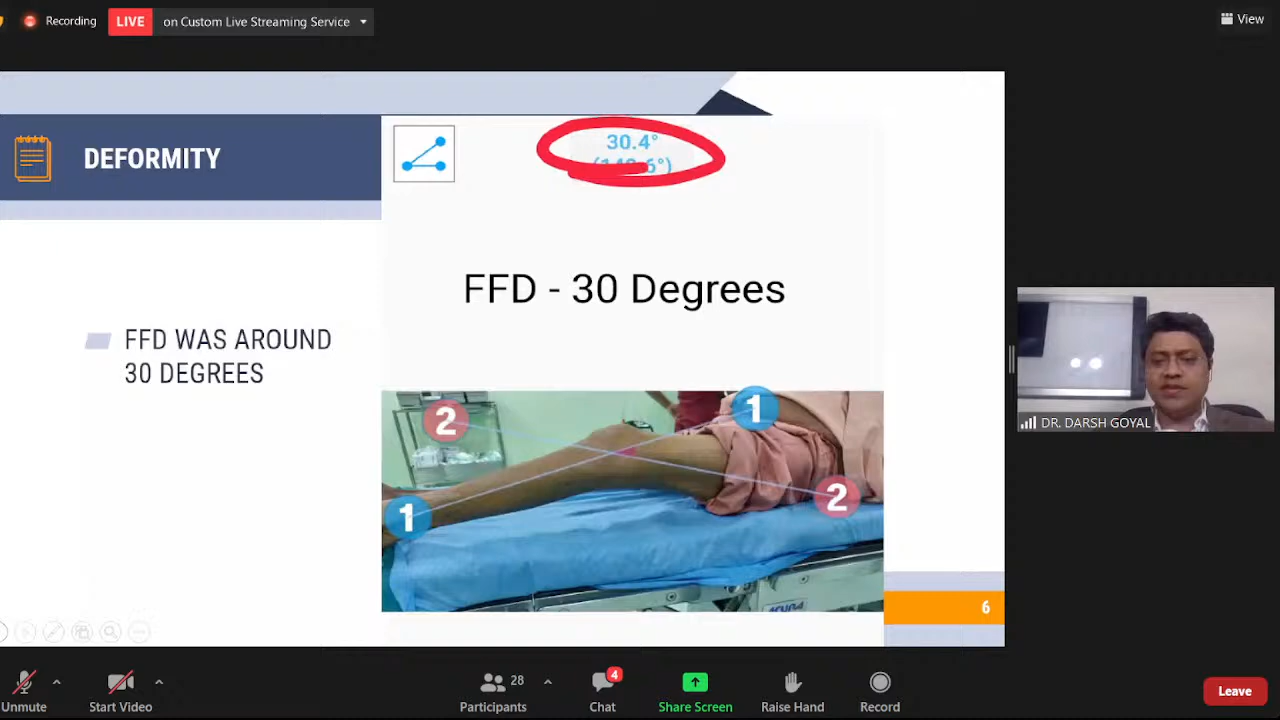 Recording
LIVE
on Custom Live Streaming Service
View
DEFORMITY
30.4°
FFD - 30 Degrees
FFD WAS AROUND
30 DEGREES
2
1
1
2
DR. DARSH GOYAL
6
28
4
Unmute
Start Video
Participants
Chat
Share Screen
Raise Hand
Record
Leave